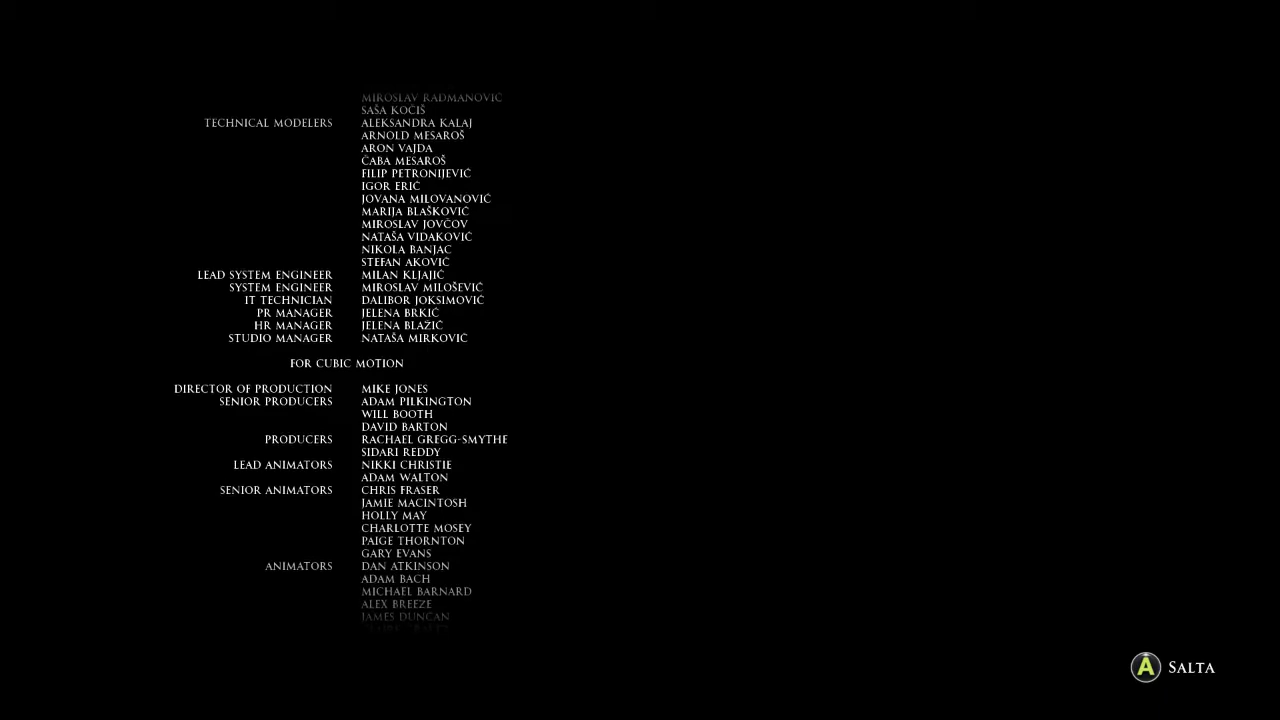 MIROSLAV RADMANOVIĆ
SAŠA KOČIŠ
TECHNICAL MODELERS ALEKSANDRA KALAJ
ARNOLD MESAROŠ
ARON VAJDA
ČABA MESAROŠ
FILIP PETRONIJEVIĆ
IGOR ERIĆ
JOVANA MILOVANOVIĆ
MARIJA BLAŠKOVIĆ
MIROSLAV JOVČOV
NATAŠA VIDAKOVIĆ
NIKOLA BANJAC
STEFAN AKOVIĆ
LEAD SYSTEM ENGINEER MILAN KLJAJIĆ
SYSTEM ENGINEER MIROSLAV MILOŠEVIĆ
IT TECHNICIAN DALIBOR JOKSIMOVIĆ
PR MANAGER JELENA BRKIĆ
HR MANAGER JELENA BLAŽIĆ
STUDIO MANAGER NATAŠA MIRKOVIĆ
FOR CUBIC MOTION
DIRECTOR OF PRODUCTION MIKE JONES
SENIOR PRODUCERS ADAM PILKINGTON
WILL BOOTH
DAVID BARTON
PRODUCERS RACHAEL GREGG-SMYTHE
SIDARI REDDY
LEAD ANIMATORS NIKKI CHRISTIE
ADAM WALTON
SENIOR ANIMATORS CHRIS FRASER
JAMIE MACINTOSH
HOLLY MAY
CHARLOTTE MOSEY
PAIGE THORNTON
GARY EVANS
ANIMATORS DAN ATKINSON
ADAM BACH
MICHAEL BARNARD
ALEX BREEZE
JAMES DUNCAN
A SALTA